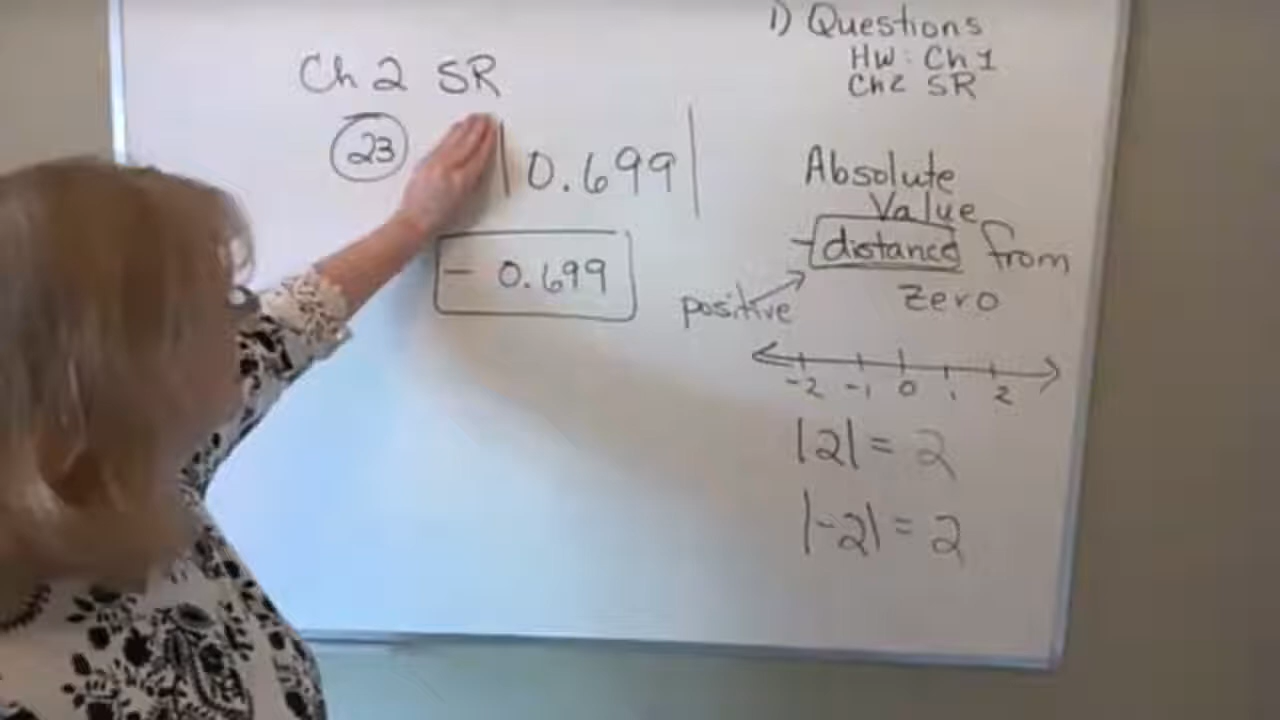 Ch 2 SR
23
|0.699|
- 0.699
1) Questions
HW: Ch 1
Ch2 SR
Absolute
Value
- distance from
zero
positive
-2 -1 0 1 2
|2| = 2
|-2| = 2